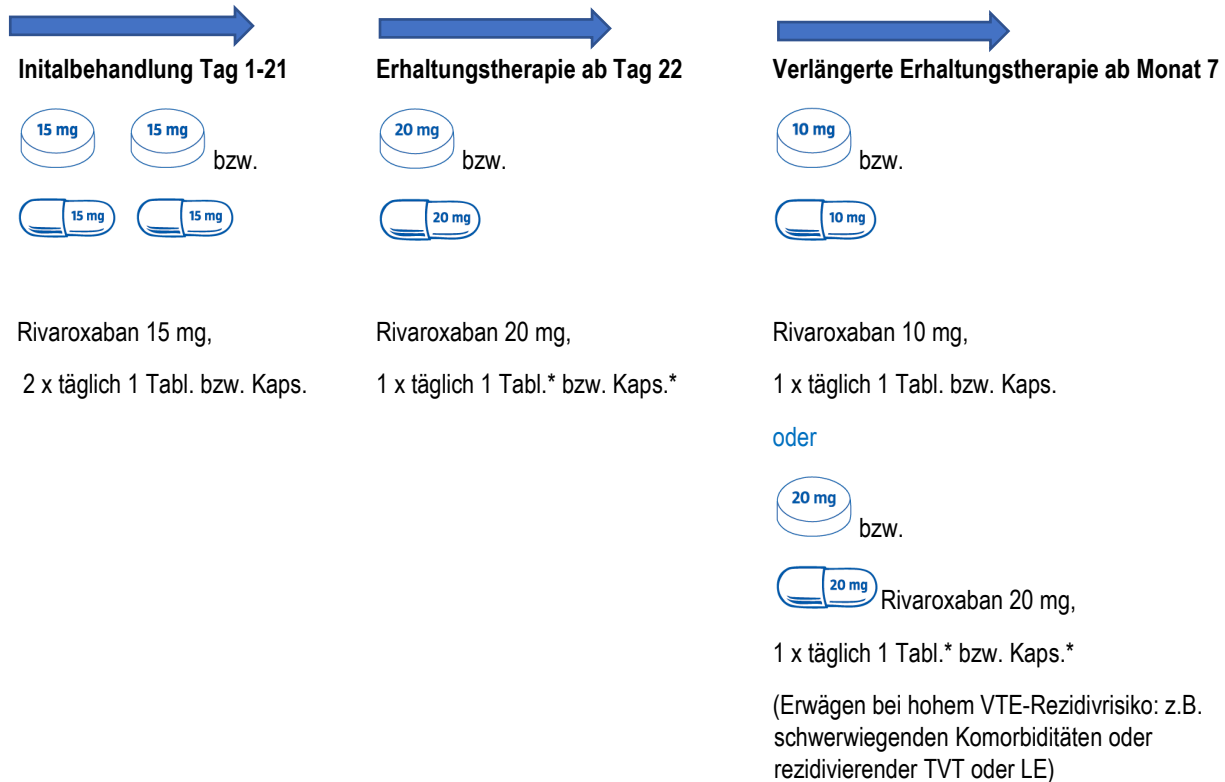 Initalbehandlung Tag 1-21
15 mg 15 mg bzw.
15 mg 15 mg
Rivaroxaban 15 mg,
2 x täglich 1 Tabl. bzw. Kaps.
Erhaltungstherapie ab Tag 22
20 mg bzw.
20 mg
Rivaroxaban 20 mg,
1 x täglich 1 Tabl.* bzw. Kaps.*
Verlängerte Erhaltungstherapie ab Monat 7
10 mg bzw.
10 mg
Rivaroxaban 10 mg,
1 x täglich 1 Tabl. bzw. Kaps.
oder
20 mg bzw.
20 mg Rivaroxaban 20 mg,
1 x täglich 1 Tabl.* bzw. Kaps.*
(Erwägen bei hohem VTE-Rezidivrisiko: z.B.
schwerwiegenden Komorbiditäten oder
rezidivierender TVT oder LE)